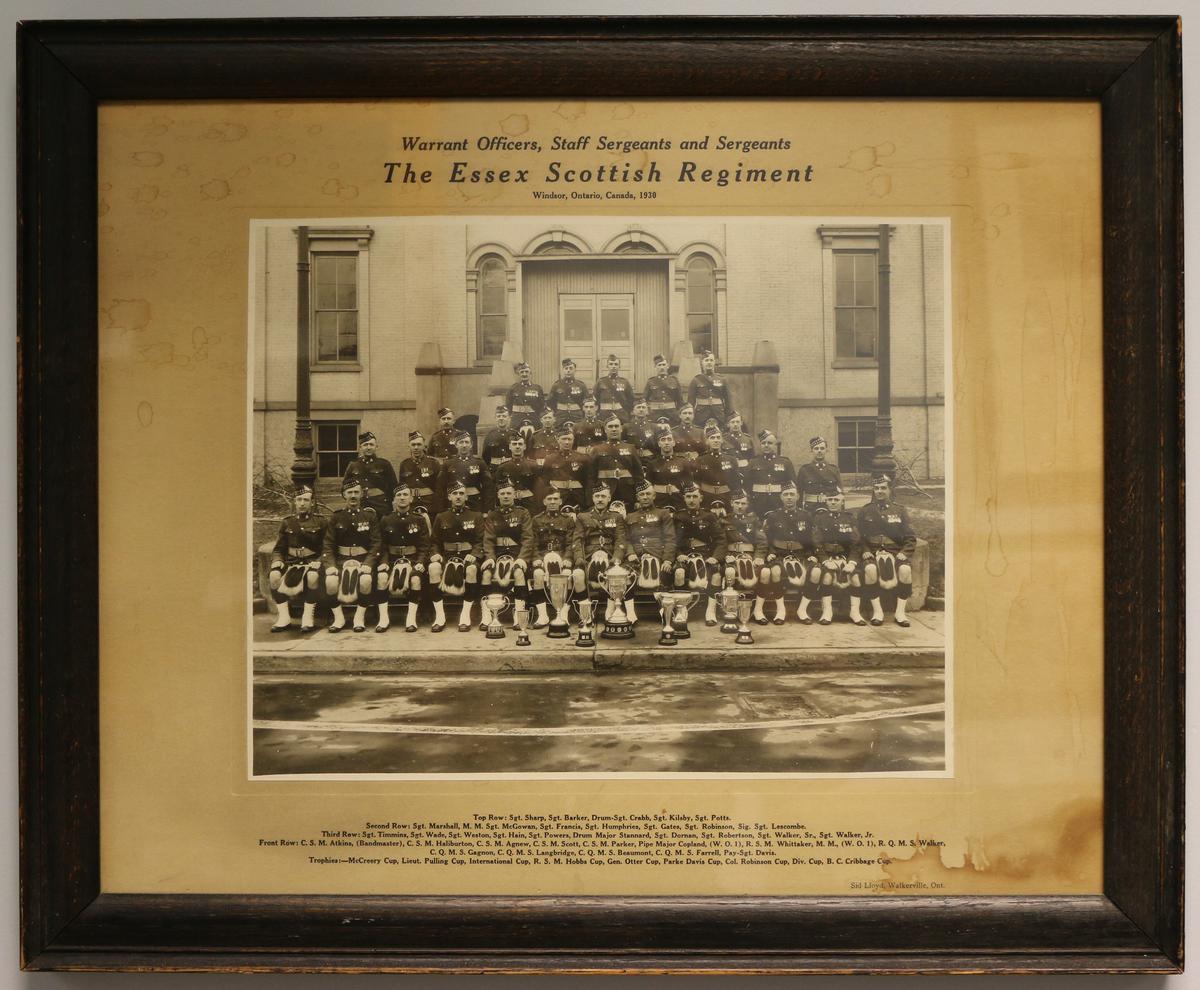 Warrant Officers, Staff Sergeants and Sergeants
The Essex Scottish Regiment
Windsor, Ontario, Canada, 1930
Top Row: Sgt. Sharp, Sgt. Barker, Drum-Sgt. Crabb, Sgt. Kilsby, Sgt. Potts.
Second Row: Sgt. Marshall, M. M. Sgt. McGowan, Sgt. Francis, Sgt. Humphries, Sgt. Gates, Sgt. Robinson, Sig. Sgt. Lescombe.
Third Row: Sgt. Timmins, Sgt. Wade, Sgt. Weston, Sgt. Hain, Sgt. Powers, Drum Major Stannard, Sgt. Dornan, Sgt. Robertson, Sgt. Walker, Sr., Sgt. Walker, Jr.
Front Row: C. S. M. Atkins, (Bandmaster), C. S. M. Haliburton, C. S. M. Agnew, C. S. M. Scott, C. S. M. Parker, Pipe Major Copland, (W. O. 1), R. S. M. Whittaker, M. M., (W. O. 1), R. Q. M. S. Walker,
C. Q. M. S. Gagnon, C. Q. M. S. Langbridge, C. Q. M. S. Beaumont, C. Q. M. S. Farrell, Pay-Sgt. Davis.
Trophies:—McCreery Cup, Lieut. Pulling Cup, International Cup, R. S. M. Hobbs Cup, Gen. Otter Cup, Parke Davis Cup, Col. Robinson Cup, Div. Cup, B. C. Cribbage Cup.
Sid Lloyd, Walkerville, Ont.